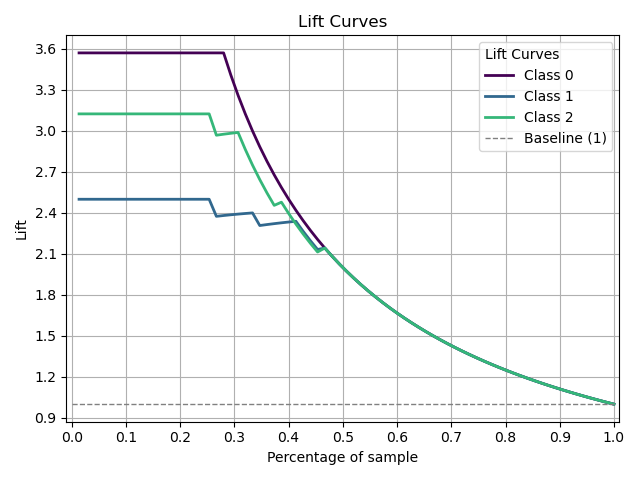 Lift Curves
3.6
3.3
3.0
2.7
2.4
2.1
1.8
1.5
1.2
0.9
Lift
Lift Curves
Class 0
Class 1
Class 2
Baseline (1)
0.0 0.1 0.2 0.3 0.4 0.5 0.6 0.7 0.8 0.9 1.0
Percentage of sample